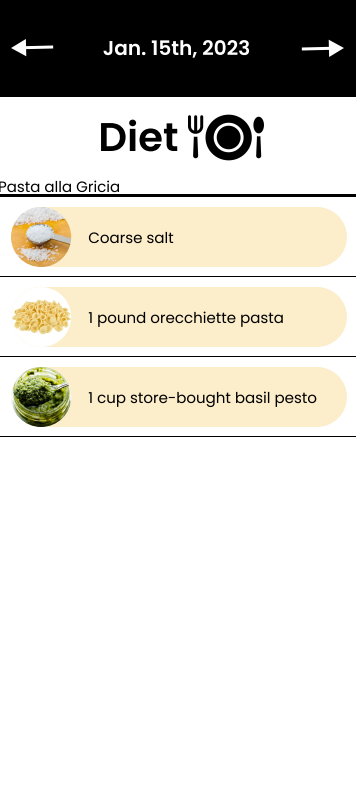 Jan. 15th, 2023
Diet
Pasta alla Gricia
Coarse salt
1 pound orecchiette pasta
1 cup store-bought basil pesto